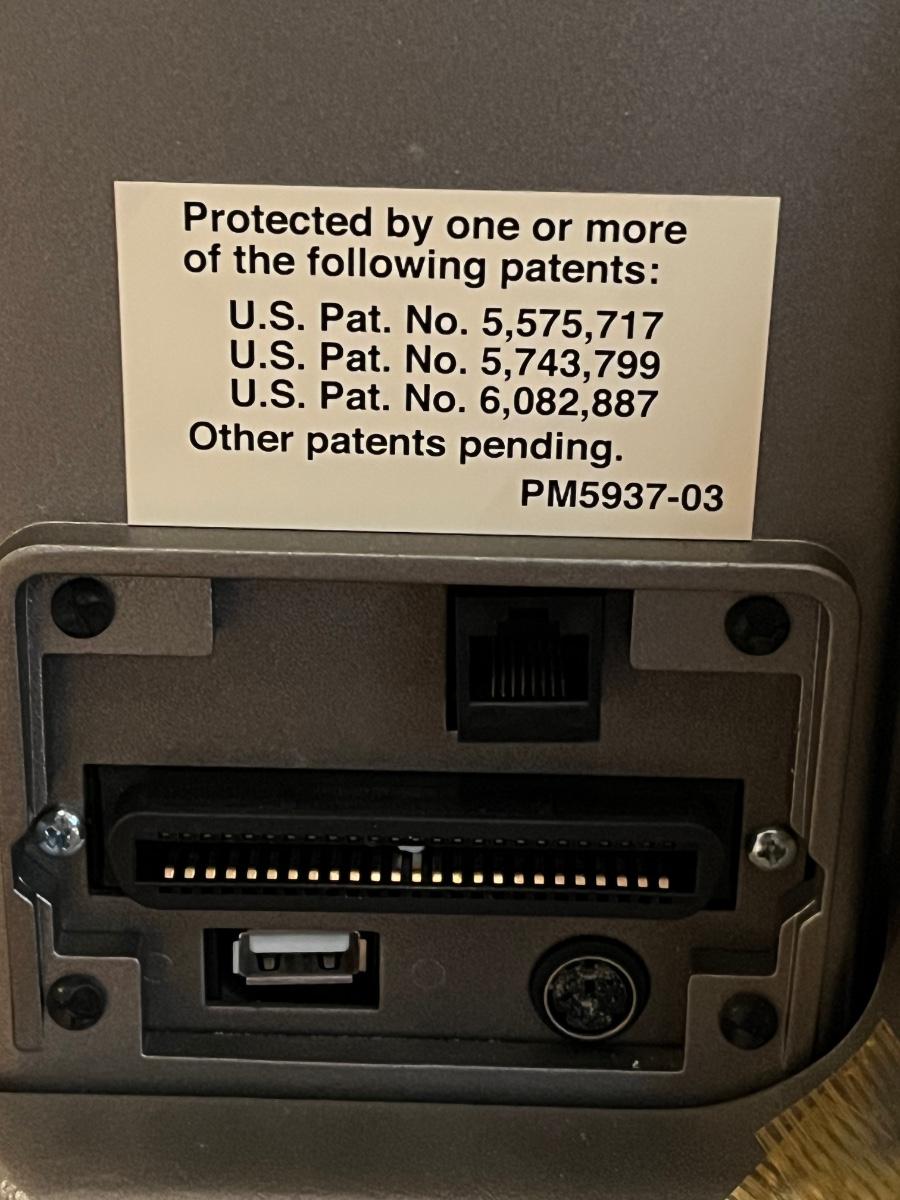 Protected by one or more
of the following patents:
U.S. Pat. No. 5,575,717
U.S. Pat. No. 5,743,799
U.S. Pat. No. 6,082,887
Other patents pending.
PM5937-03